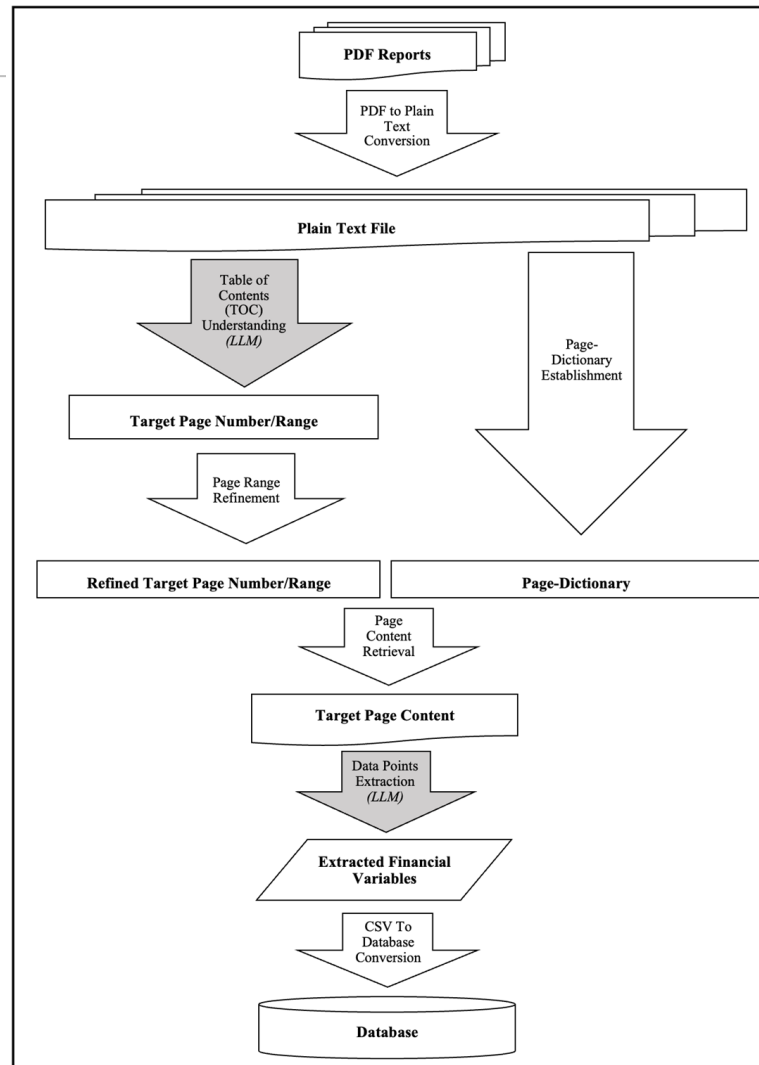 PDF Reports
PDF to Plain
Text
Conversion
Plain Text File
Table of
Contents
(TOC)
Understanding
(LLM)
Page-
Dictionary
Establishment
Target Page Number/Range
Page Range
Refinement
Refined Target Page Number/Range
Page-Dictionary
Page
Content
Retrieval
Target Page Content
Data Points
Extraction
(LLM)
Extracted Financial
Variables
CSV To
Database
Conversion
Database